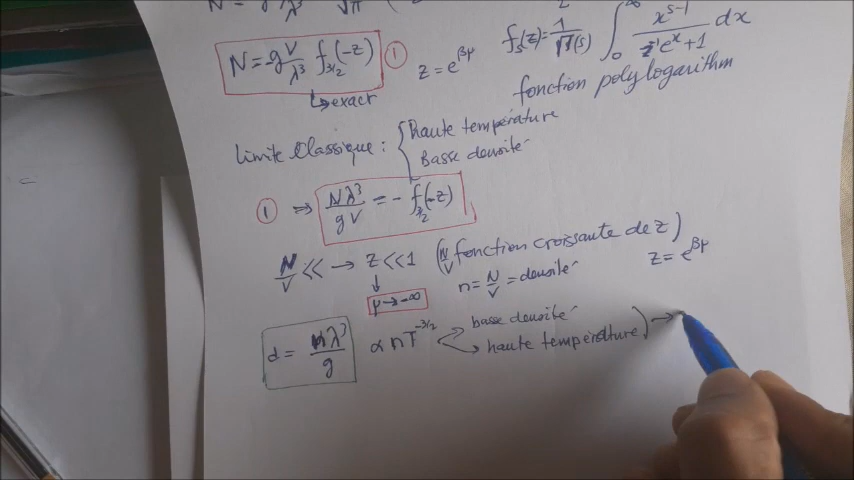 N = g V/λ³ f₃/₂(-z) ① z = e^βμ
f_s(z) = 1/Γ(s) ∫₀^∞ x^(s-1)/(z⁻¹e^x+1) dx
↳ exact
fonction polylogarithm
Limite Classique : { Haute température
Basse densité
① ⇒ Nλ³/gV = - f₃/₂(-z)
N/V << → z << 1 (N/V fonction croissante de z)
n = N/V = densité z = e^βμ
↓
μ → -∞
d = nλ³/g ∝ nT^(-3/2) basse densité
haute température ) →